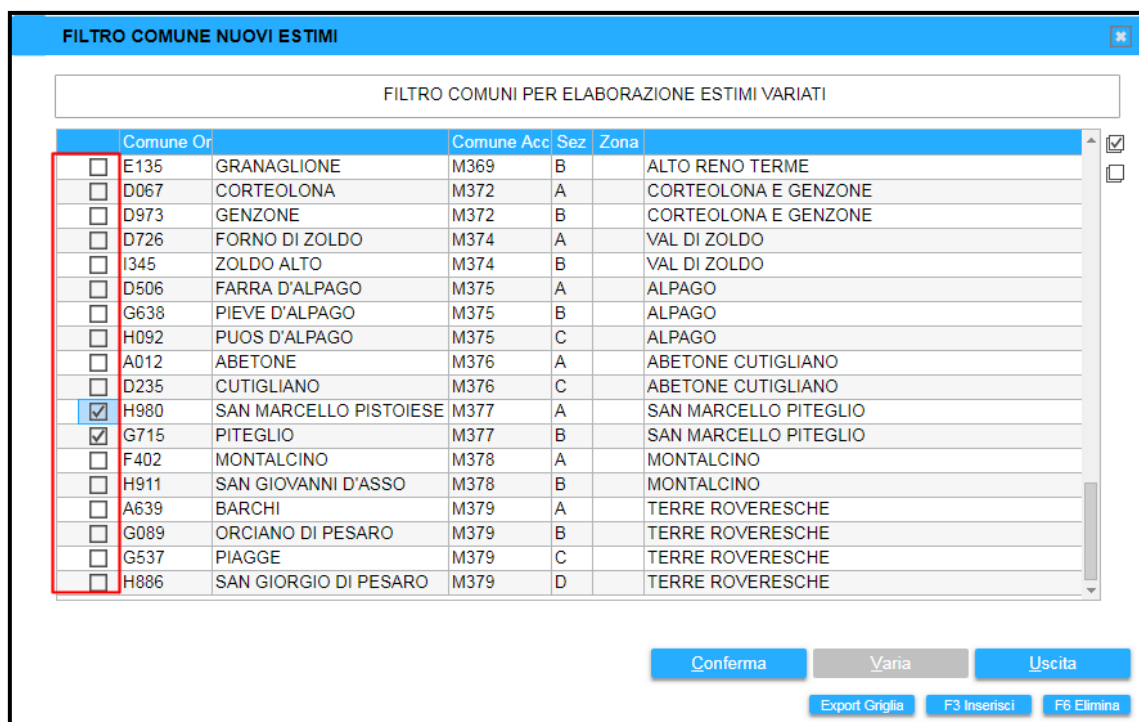 FILTRO COMUNE NUOVI ESTIMI
FILTRO COMUNI PER ELABORAZIONE ESTIMI VARIATI
Comune Or Comune Acc Sez Zona
E135 GRANAGLIONE M369 B ALTO RENO TERME
D067 CORTEOLONA M372 A CORTEOLONA E GENZONE
D973 GENZONE M372 B CORTEOLONA E GENZONE
D726 FORNO DI ZOLDO M374 A VAL DI ZOLDO
I345 ZOLDO ALTO M374 B VAL DI ZOLDO
D506 FARRA D'ALPAGO M375 A ALPAGO
G638 PIEVE D'ALPAGO M375 B ALPAGO
H092 PUOS D'ALPAGO M375 C ALPAGO
A012 ABETONE M376 A ABETONE CUTIGLIANO
D235 CUTIGLIANO M376 C ABETONE CUTIGLIANO
H980 SAN MARCELLO PISTOIESE M377 A SAN MARCELLO PITEGLIO
G715 PITEGLIO M377 B SAN MARCELLO PITEGLIO
F402 MONTALCINO M378 A MONTALCINO
H911 SAN GIOVANNI D'ASSO M378 B MONTALCINO
A639 BARCHI M379 A TERRE ROVERESCHE
G089 ORCIANO DI PESARO M379 B TERRE ROVERESCHE
G537 PIAGGE M379 C TERRE ROVERESCHE
H886 SAN GIORGIO DI PESARO M379 D TERRE ROVERESCHE
Conferma Varia Uscita
Export Griglia F3 Inserisci F6 Elimina